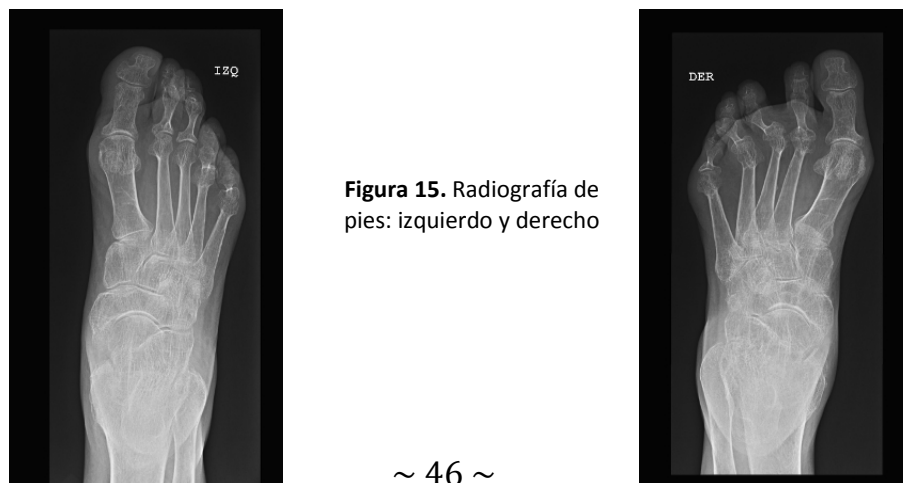 IZQ
DER
Figura 15. Radiografía de
pies: izquierdo y derecho
~ 46 ~